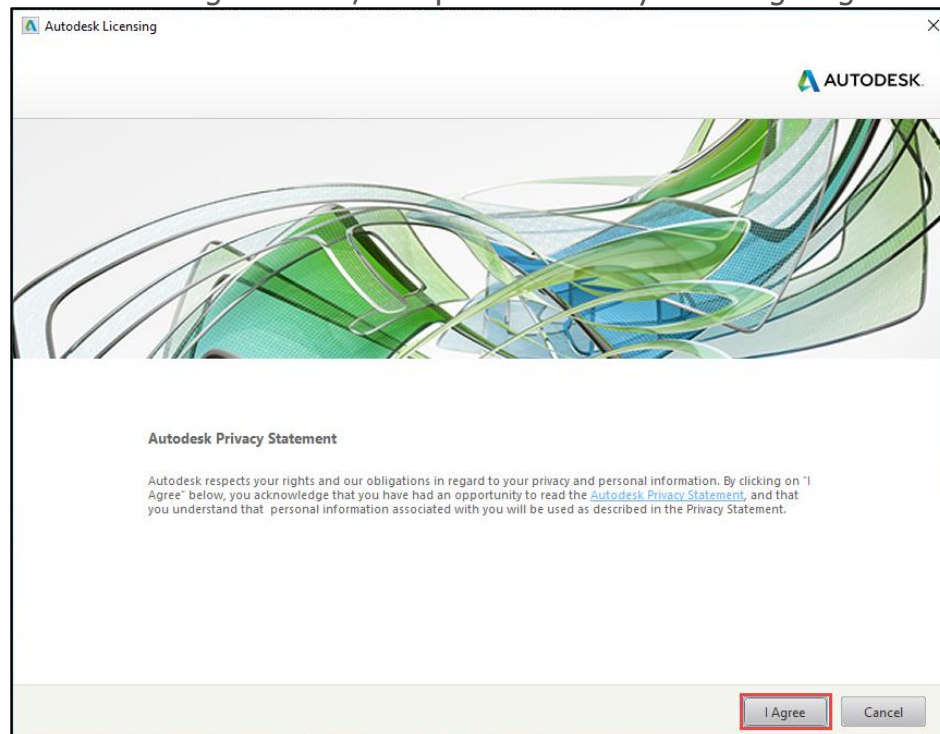 Autodesk Licensing
AUTODESK.
Autodesk Privacy Statement
Autodesk respects your rights and our obligations in regard to your privacy and personal information. By clicking on "I
Agree" below, you acknowledge that you have had an opportunity to read the Autodesk Privacy Statement, and that
you understand that personal information associated with you will be used as described in the Privacy Statement.
I Agree
Cancel